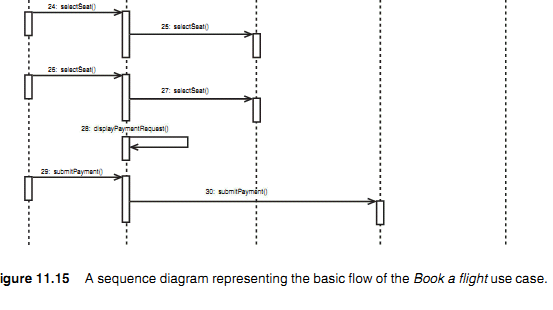 24: selectSeat()
25: selectSeat()
26: selectSeat()
27: selectSeat()
28: displayPaymentRequest()
29: submitPayment()
30: submitPayment()
igure 11.15 A sequence diagram representing the basic flow of the Book a flight use case.